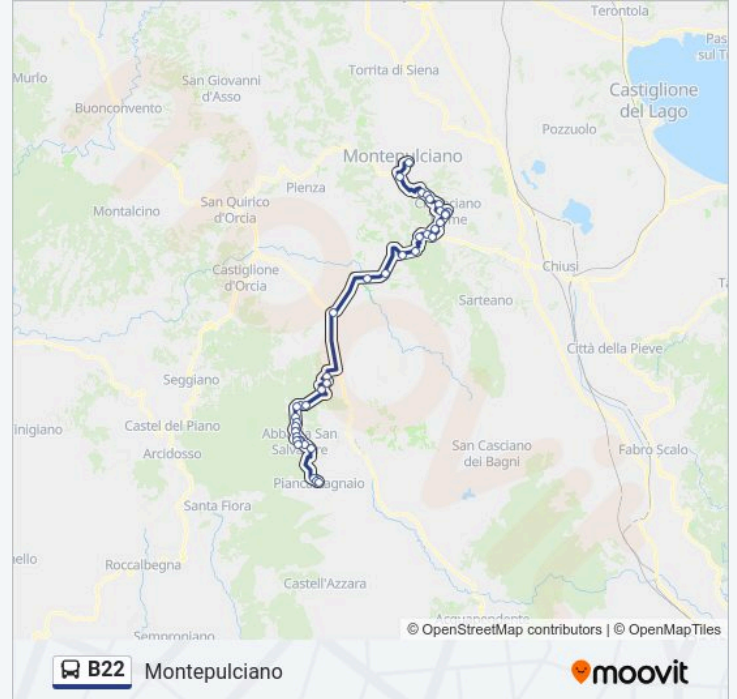 Terontola
Torrita di Siena
Murlo
San Giovanni
d'Asso
Buonconvento
Castiglione
del Lago
Pozzuolo
Montepulciano
Pienza
San Quirico
d'Orcia
Montalcino
Castiglione
d'Orcia
Chiusi
Sarteano
Città della Pieve
Seggiano
Castel del Piano
Arcidosso
San Casciano
dei Bagni
Fabro Scalo
Santa Fiora
Roccalbegna
Castell'Azzara
Semproniano
© OpenStreetMap contributors | © OpenMapTiles
B22 Montepulciano
moovit